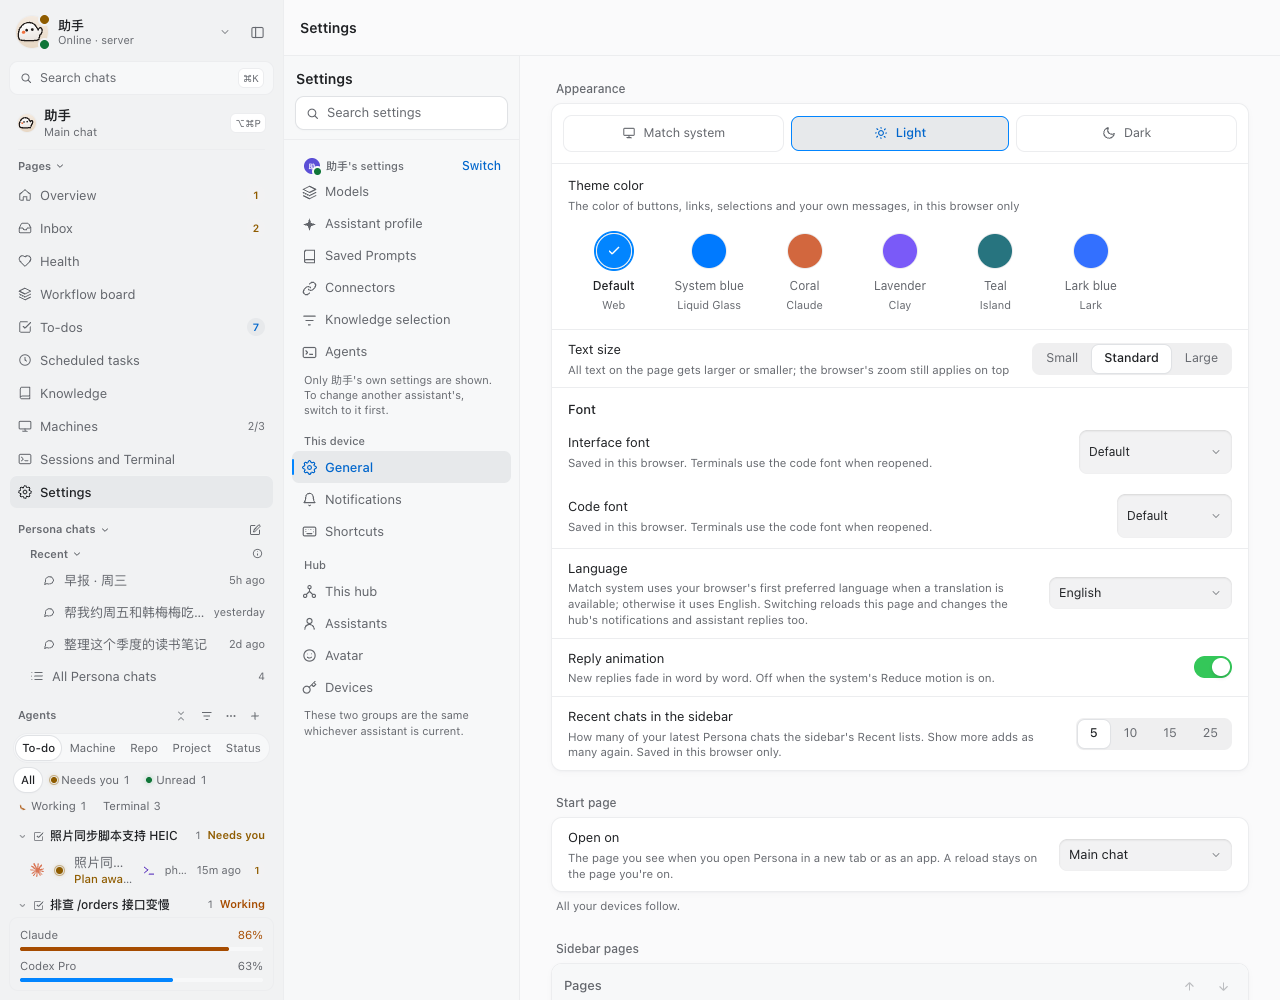 助手
Online · server
Search chats
⌘K
助手
Main chat
⌥⌘P
Pages
Overview
1
Inbox
2
Health
Workflow board
To-dos
7
Scheduled tasks
Knowledge
Machines
2/3
Sessions and Terminal
Settings
Persona chats
Recent
早报 · 周三
5h ago
帮我约周五和韩梅梅吃...
yesterday
整理这个季度的读书笔记
2d ago
All Persona chats
4
Agents
To-do
Machine
Repo
Project
Status
All
Needs you 1
Unread 1
Working 1
Terminal 3
照片同步脚本支持 HEIC
1 Needs you
照片同...
Plan awa...
ph...
15m ago
1
排查 /orders 接口变慢
1 Working
Claude
86%
Codex Pro
63%
Settings
Settings
Search settings
助手's settings
Switch
Models
Assistant profile
Saved Prompts
Connectors
Knowledge selection
Agents
Only 助手's own settings are shown.
To change another assistant's,
switch to it first.
This device
General
Notifications
Shortcuts
Hub
This hub
Assistants
Avatar
Devices
These two groups are the same
whichever assistant is current.
Appearance
Match system
Light
Dark
Theme color
The color of buttons, links, selections and your own messages, in this browser only
Default
Web
System blue
Liquid Glass
Coral
Claude
Lavender
Clay
Teal
Island
Lark blue
Lark
Text size
All text on the page gets larger or smaller; the browser's zoom still applies on top
Small
Standard
Large
Font
Interface font
Saved in this browser. Terminals use the code font when reopened.
Default
Code font
Saved in this browser. Terminals use the code font when reopened.
Default
Language
Match system uses your browser's first preferred language when a translation is
available; otherwise it uses English. Switching reloads this page and changes the
hub's notifications and assistant replies too.
English
Reply animation
New replies fade in word by word. Off when the system's Reduce motion is on.
Recent chats in the sidebar
How many of your latest Persona chats the sidebar's Recent lists. Show more adds as
many again. Saved in this browser only.
5
10
15
25
Start page
Open on
The page you see when you open Persona in a new tab or as an app. A reload stays on
the page you're on.
Main chat
All your devices follow.
Sidebar pages
Pages